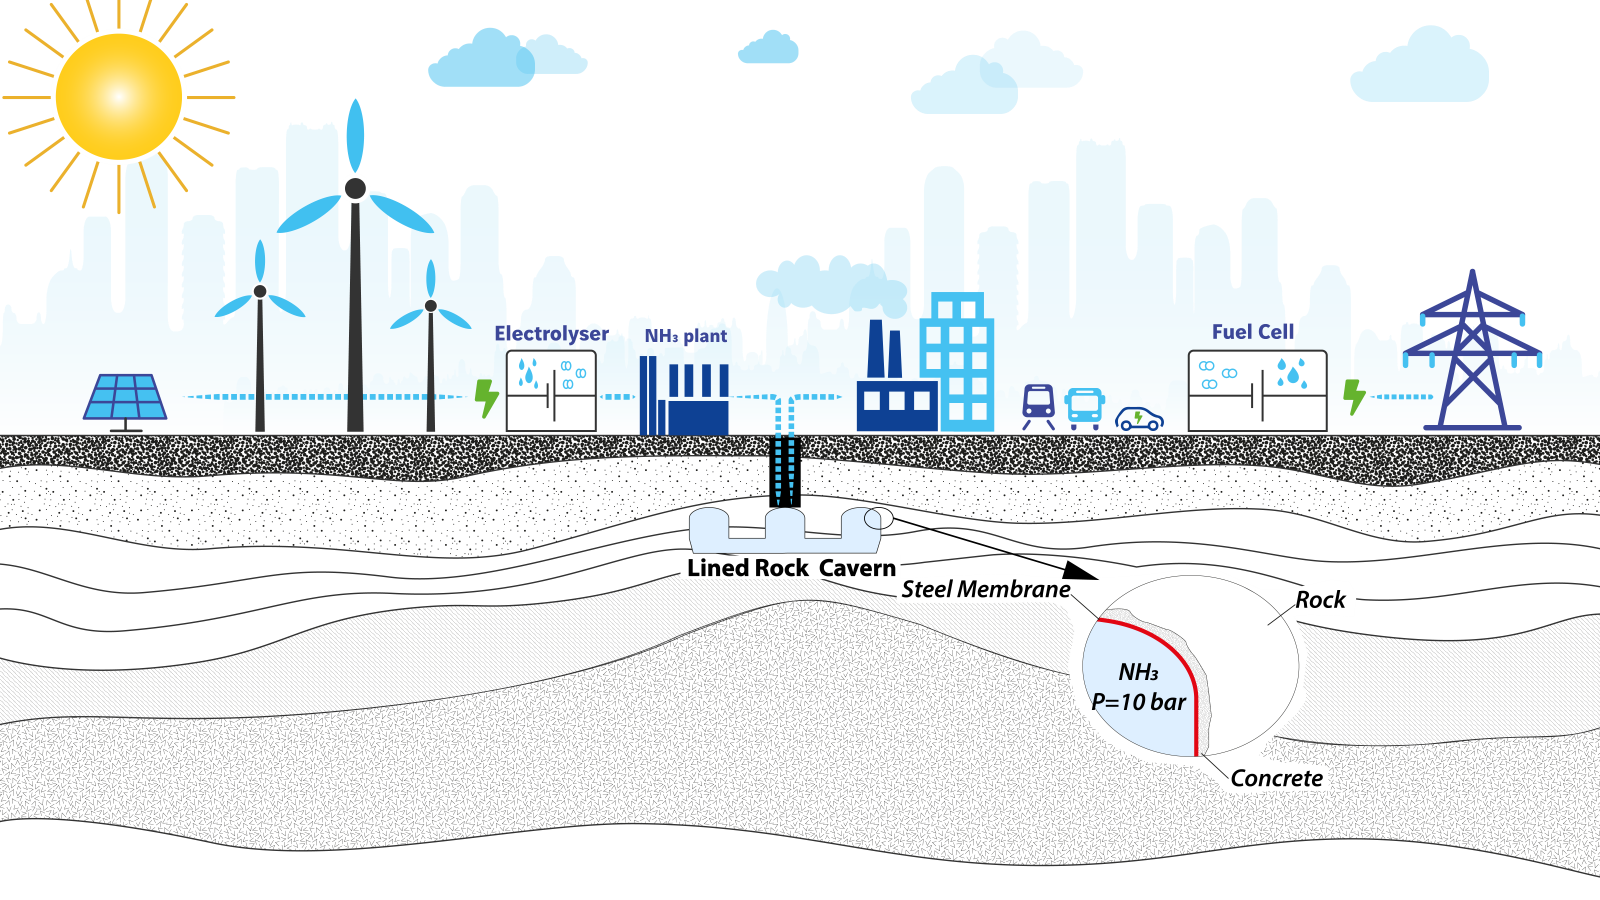 Electrolyser
NH₃ plant
Fuel Cell
Lined Rock Cavern
Steel Membrane
Rock
NH₃
P=10 bar
Concrete